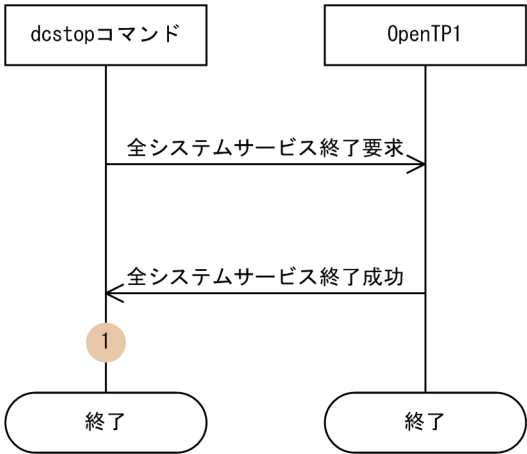 dcstopコマンド
OpenTP1
全システムサービス終了要求
全システムサービス終了成功
1
終了
終了